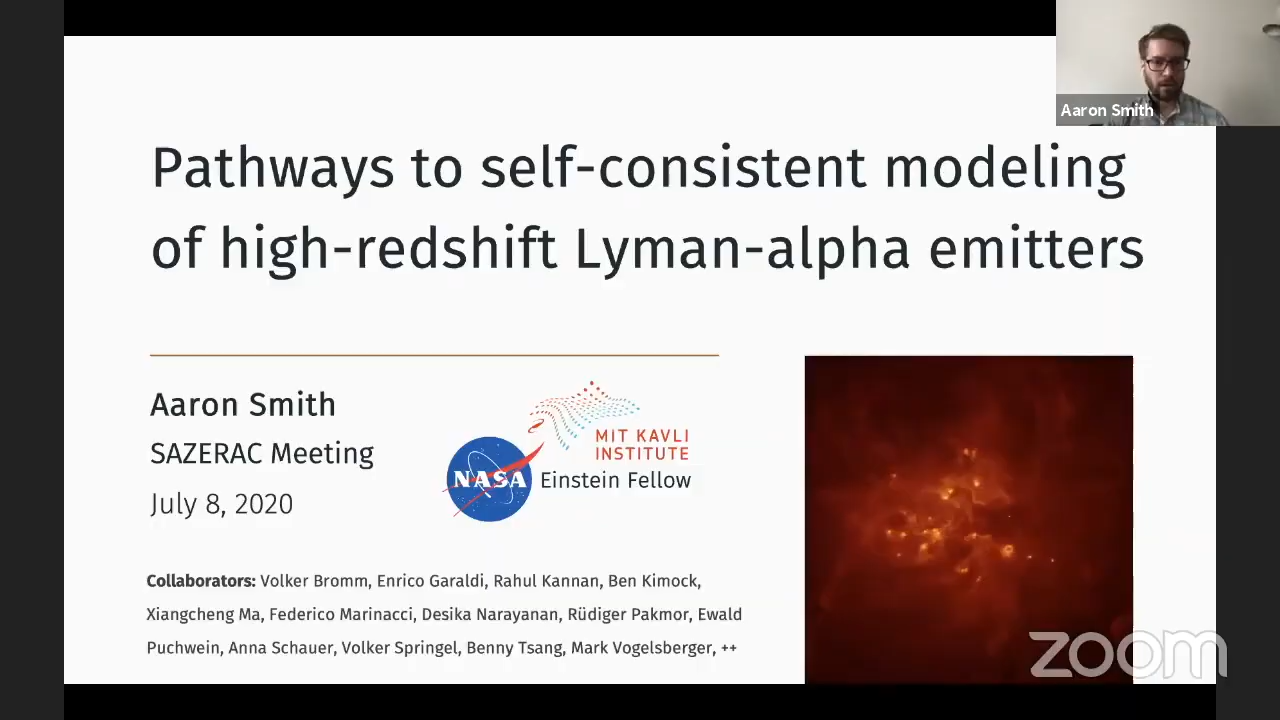 Aaron Smith
Pathways to self-consistent modeling
of high-redshift Lyman-alpha emitters
Aaron Smith
SAZERAC Meeting
July 8, 2020
MIT KAVLI
INSTITUTE
NASA
Einstein Fellow
Collaborators: Volker Bromm, Enrico Garaldi, Rahul Kannan, Ben Kimock,
Xiangcheng Ma, Federico Marinacci, Desika Narayanan, Rüdiger Pakmor, Ewald
Puchwein, Anna Schauer, Volker Springel, Benny Tsang, Mark Vogelsberger, ++
zoom